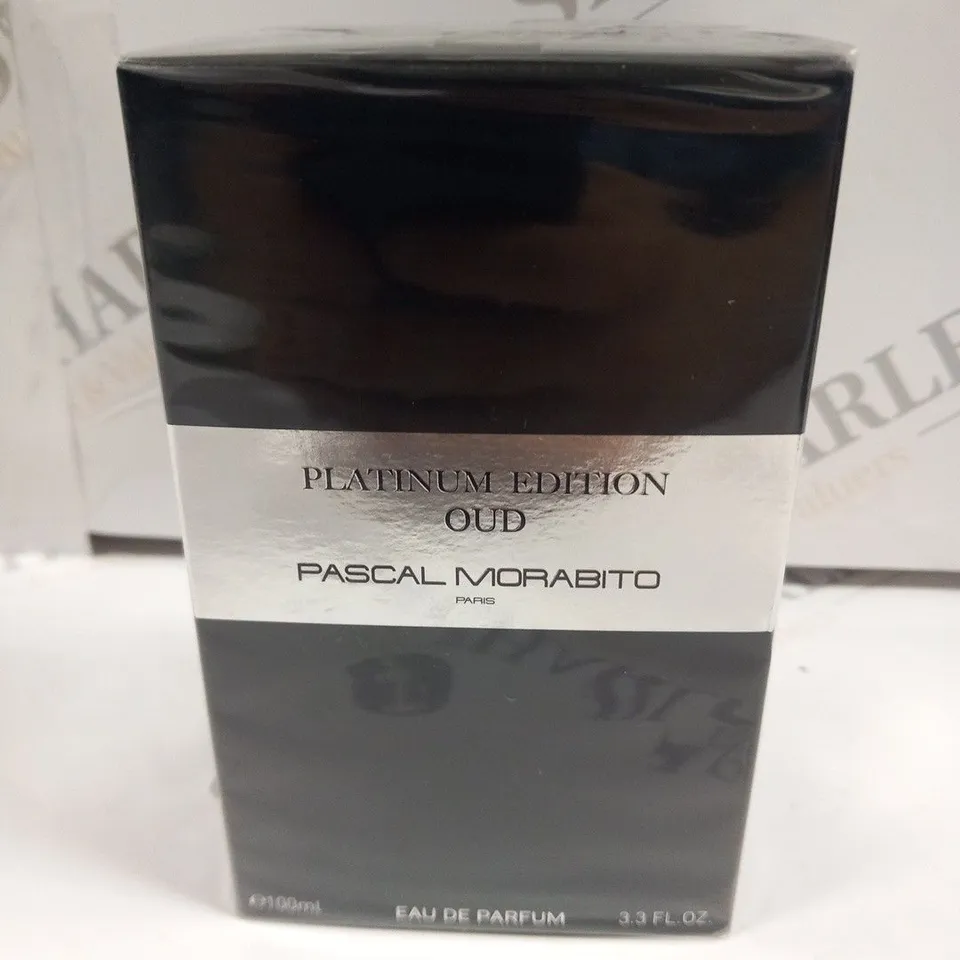 PLATINUM EDITION
OUD
PASCAL MORABITO
PARIS
℮100ml
EAU DE PARFUM
3.3 FL.OZ.